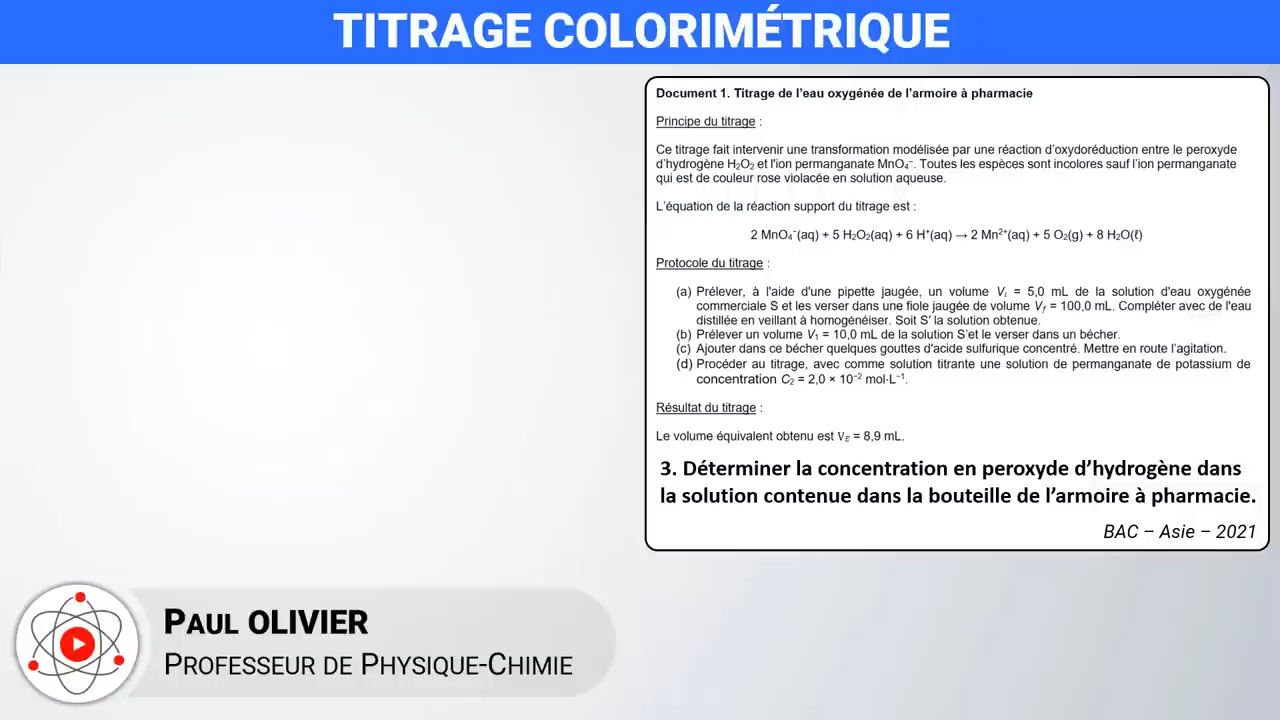 TITRAGE COLORIMÉTRIQUE
Document 1. Titrage de l'eau oxygénée de l'armoire à pharmacie
Principe du titrage :
Ce titrage fait intervenir une transformation modélisée par une réaction d'oxydoréduction entre le peroxyde
d'hydrogène H₂O₂ et l'ion permanganate MnO₄⁻. Toutes les espèces sont incolores sauf l'ion permanganate
qui est de couleur rose violacée en solution aqueuse.
L'équation de la réaction support du titrage est :
2 MnO₄⁻(aq) + 5 H₂O₂(aq) + 6 H⁺(aq) → 2 Mn²⁺(aq) + 5 O₂(g) + 8 H₂O(ℓ)
Protocole du titrage :
(a) Prélever, à l'aide d'une pipette jaugée, un volume Vᵢ = 5,0 mL de la solution d'eau oxygénée
commerciale S et les verser dans une fiole jaugée de volume V_f = 100,0 mL. Compléter avec de l'eau
distillée en veillant à homogénéiser. Soit S′ la solution obtenue.
(b) Prélever un volume V₁ = 10,0 mL de la solution S′et le verser dans un bécher.
(c) Ajouter dans ce bécher quelques gouttes d'acide sulfurique concentré. Mettre en route l'agitation.
(d) Procéder au titrage, avec comme solution titrante une solution de permanganate de potassium de
concentration C₂ = 2,0 × 10⁻² mol·L⁻¹.
Résultat du titrage :
Le volume équivalent obtenu est V_E = 8,9 mL.
3. Déterminer la concentration en peroxyde d'hydrogène dans
la solution contenue dans la bouteille de l'armoire à pharmacie.
BAC – Asie – 2021
PAUL OLIVIER
PROFESSEUR DE PHYSIQUE-CHIMIE